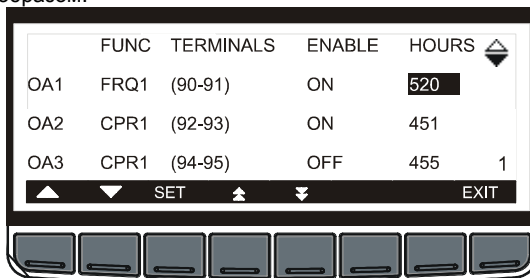 зорасом:
FUNC TERMINALS ENABLE HOURS
OA1 FRQ1 (90-91) ON 520
OA2 CPR1 (92-93) ON 451
OA3 CPR1 (94-95) OFF 455 1
SET EXIT